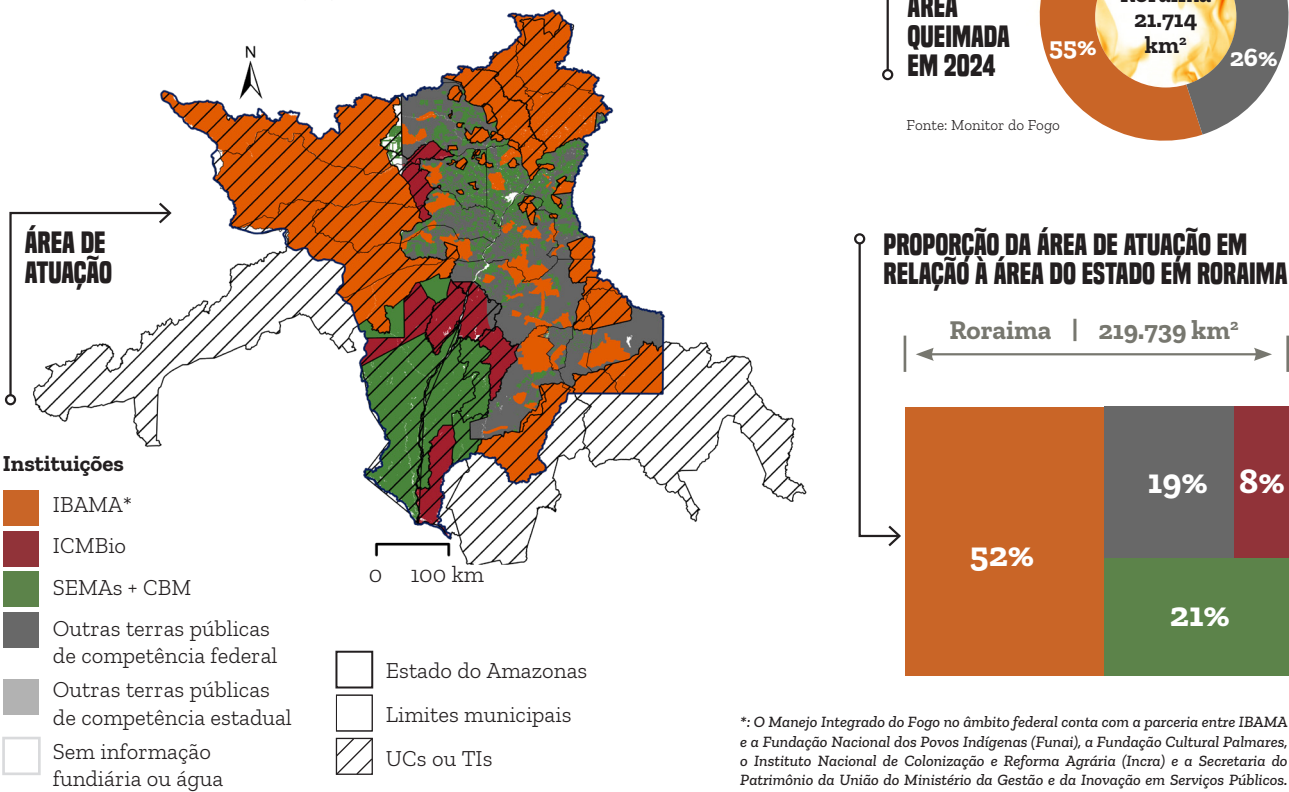 N
ÁREA DE
ATUAÇÃO
Instituições
IBAMA*
ICMBio
SEMAs + CBM
Outras terras públicas
de competência federal
Outras terras públicas
de competência estadual
Sem informação
fundiária ou água
0 100 km
Estado do Amazonas
Limites municipais
UCs ou TIs
ÁREA
QUEIMADA
EM 2024
Roraima
21.714
km²
55%
26%
Fonte: Monitor do Fogo
PROPORÇÃO DA ÁREA DE ATUAÇÃO EM
RELAÇÃO À ÁREA DO ESTADO EM RORAIMA
Roraima | 219.739 km²
52%
19%
8%
21%
*: O Manejo Integrado do Fogo no âmbito federal conta com a parceria entre IBAMA
e a Fundação Nacional dos Povos Indígenas (Funai), a Fundação Cultural Palmares,
o Instituto Nacional de Colonização e Reforma Agrária (Incra) e a Secretaria do
Patrimônio da União do Ministério da Gestão e da Inovação em Serviços Públicos.